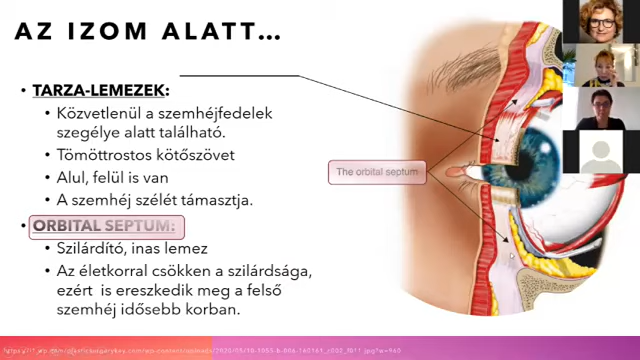 AZ IZOM ALATT...
• TARZA-LEMEZEK:
• Közvetlenül a szemhéjfedelek
szegélye alatt található.
• Tömöttrostos kötőszövet
• Alul, felül is van
• A szemhéj szélét támasztja.
• ORBITAL SEPTUM:
• Szilárdító, inas lemez
• Az életkorral csökken a szilárdsága,
ezért is ereszkedik meg a felső
szemhéj idősebb korban.
The orbital septum